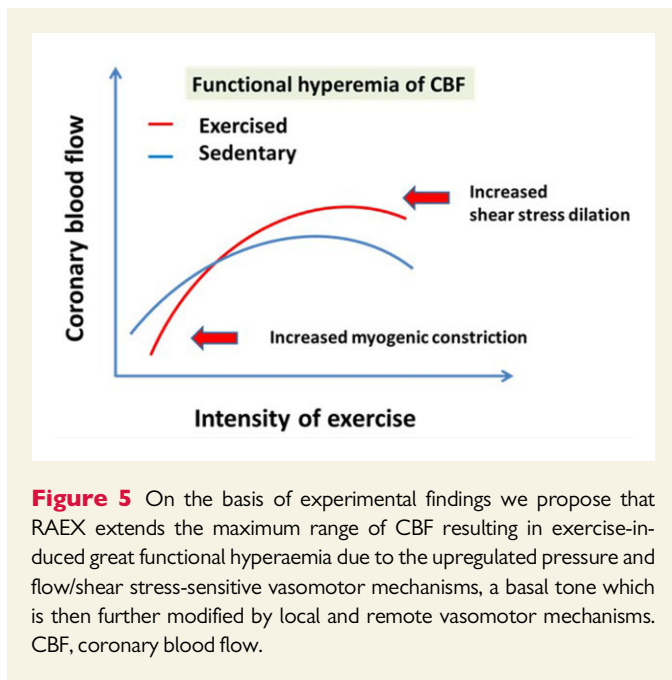 Functional hyperemia of CBF
Exercised
Sedentary
Coronary blood flow
Increased
shear stress dilation
Increased myogenic constriction
Intensity of exercise
Figure 5 On the basis of experimental findings we propose that
RAEX extends the maximum range of CBF resulting in exercise-in-
duced great functional hyperaemia due to the upregulated pressure and
flow/shear stress-sensitive vasomotor mechanisms, a basal tone which
is then further modified by local and remote vasomotor mechanisms.
CBF, coronary blood flow.